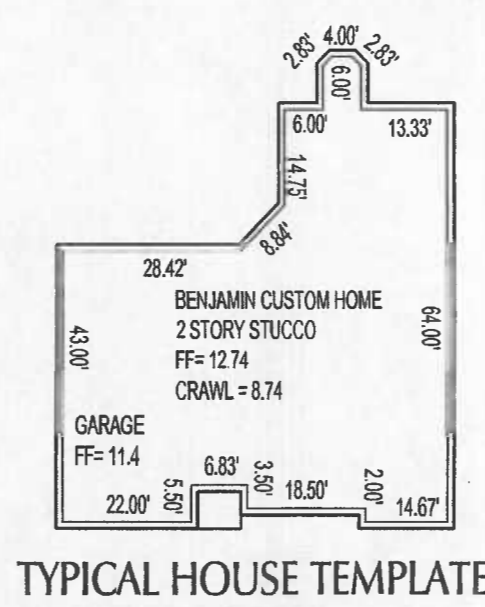 2.83' 4.00' 2.83'
6.00'
6.00' 13.33'
14.75'
8.84'
28.42'
BENJAMIN CUSTOM HOME
2 STORY STUCCO
FF= 12.74
CRAWL = 8.74
43.00'
64.00'
GARAGE
FF= 11.4
22.00' 5.50' 6.83' 3.50' 18.50' 2.00' 14.67'
TYPICAL HOUSE TEMPLATE